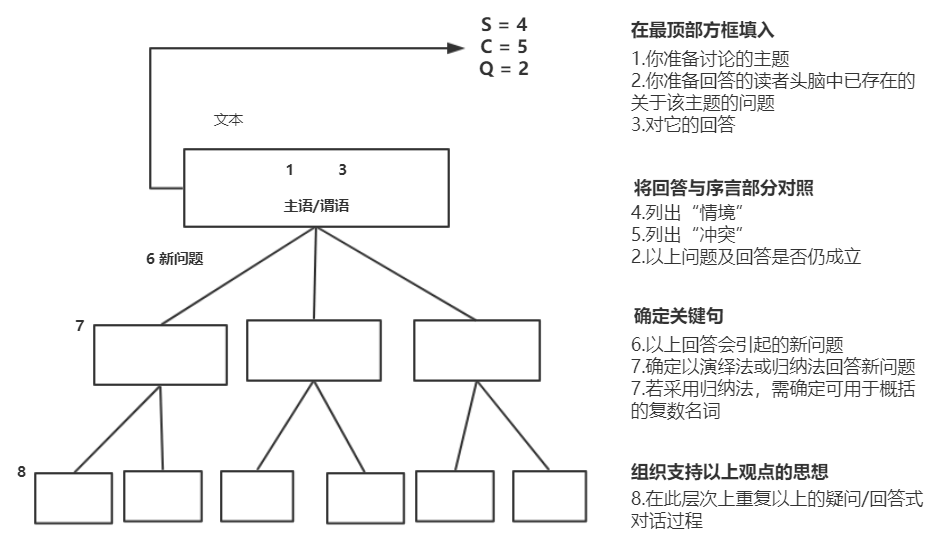 S = 4
C = 5
Q = 2
文本
1 3
主语/谓语
6 新问题
7
8
在最顶部方框填入
1.你准备讨论的主题
2.你准备回答的读者头脑中已存在的
关于该主题的问题
3.对它的回答
将回答与序言部分对照
4.列出“情境”
5.列出“冲突”
2.以上问题及回答是否仍成立
确定关键句
6.以上回答会引起的新问题
7.确定以演绎法或归纳法回答新问题
7.若采用归纳法，需确定可用于概括
的复数名词
组织支持以上观点的思想
8.在此层次上重复以上的疑问/回答式
对话过程